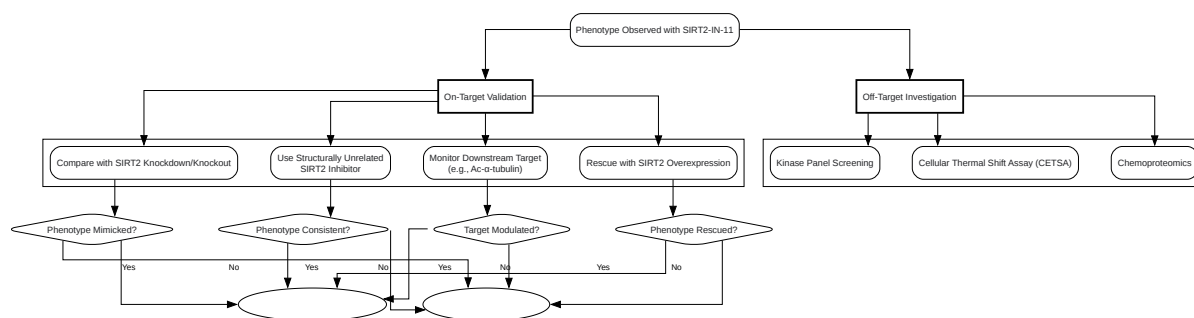 Phenotype Observed with SIRT2-IN-11
On-Target Validation
Off-Target Investigation
Compare with SIRT2 Knockdown/Knockout
Use Structurally Unrelated
SIRT2 Inhibitor
Monitor Downstream Target
(e.g., Ac-α-tubulin)
Rescue with SIRT2 Overexpression
Kinase Panel Screening
Cellular Thermal Shift Assay (CETSA)
Chemoproteomics
Phenotype Mimicked?
Phenotype Consistent?
Target Modulated?
Phenotype Rescued?
Yes
No
Yes
No
Yes
No
Yes
No